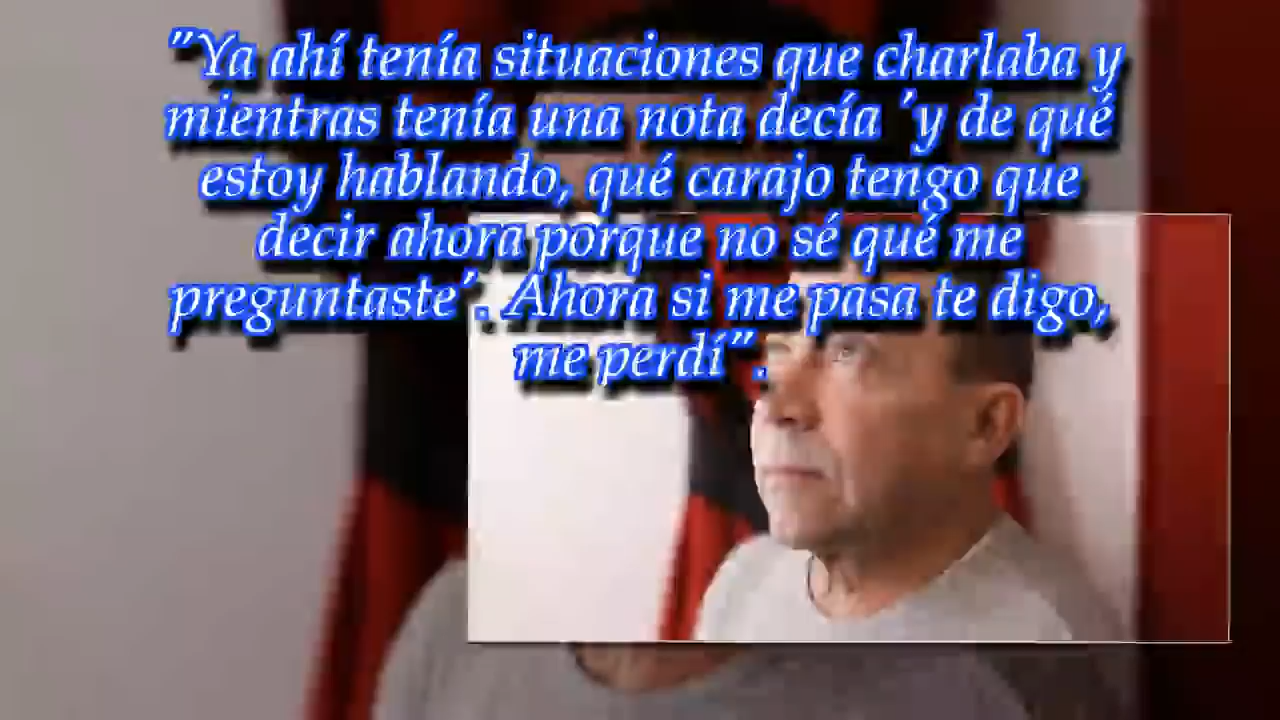 "Ya ahí tenía situaciones que charlaba y
mientras tenía una nota decía ´y de qué
estoy hablando, qué carajo tengo que
decir ahora porque no sé qué me
preguntaste´. Ahora si me pasa te digo,
me perdí".